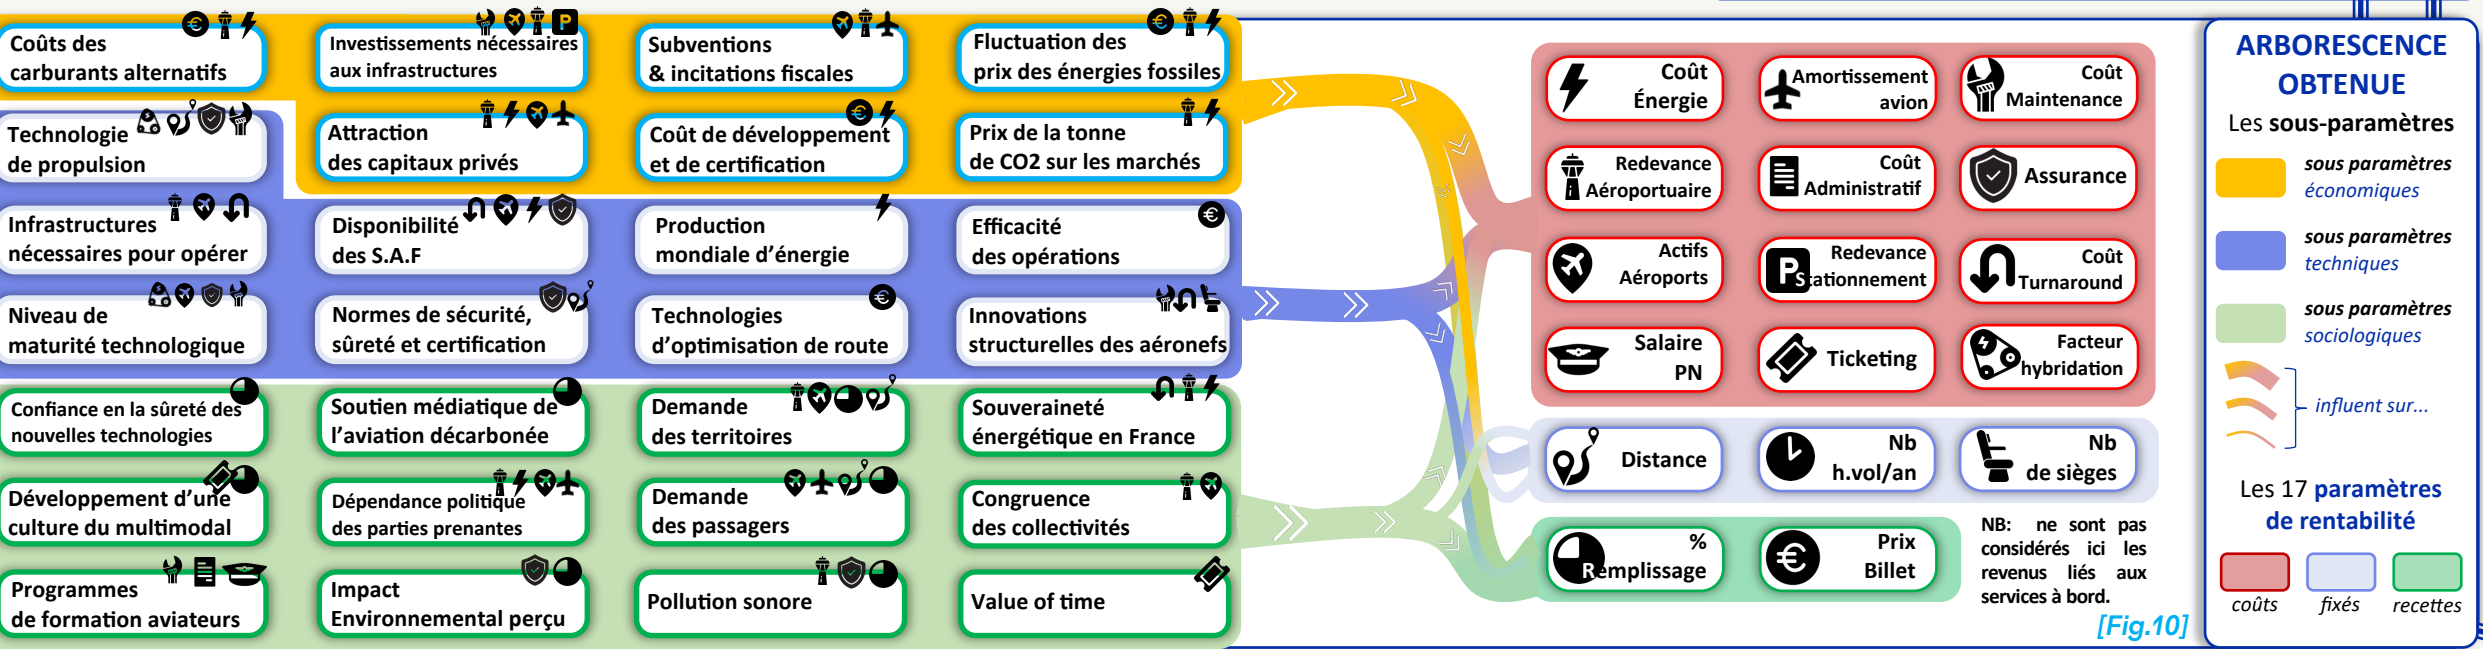 Coûts des
carburants alternatifs
Investissements nécessaires
aux infrastructures
P
Subventions
& incitations fiscales
Fluctuation des
prix des énergies fossiles
Attraction
des capitaux privés
Coût de développement
et de certification
Prix de la tonne
de CO2 sur les marchés
Technologie
de propulsion
Infrastructures
nécessaires pour opérer
Disponibilité
des S.A.F
Production
mondiale d'énergie
Efficacité
des opérations
Niveau de
maturité technologique
Normes de sécurité,
sûreté et certification
Technologies
d'optimisation de route
Innovations
structurelles des aéronefs
Confiance en la sûreté des
nouvelles technologies
Soutien médiatique de
l'aviation décarbonée
Demande
des territoires
Souveraineté
énergétique en France
Développement d'une
culture du multimodal
Dépendance politique
des parties prenantes
Demande
des passagers
Congruence
des collectivités
Programmes
de formation aviateurs
Impact
Environnemental perçu
Pollution sonore
Value of time
Coût
Énergie
Amortissement
avion
Coût
Maintenance
Redevance
Aéroportuaire
Coût
Administratif
Assurance
Actifs
Aéroports
P
Redevance
Stationnement
Coût
Turnaround
Salaire
PN
Ticketing
Facteur
hybridation
Distance
Nb
h.vol/an
Nb
de sièges
%
Remplissage
€
Prix
Billet
NB: ne sont pas
considérés ici les
revenus liés aux
services à bord.
[Fig.10]
ARBORESCENCE
OBTENUE
Les sous-paramètres
sous paramètres
économiques
sous paramètres
techniques
sous paramètres
sociologiques
influent sur...
Les 17 paramètres
de rentabilité
coûts
fixés
recettes